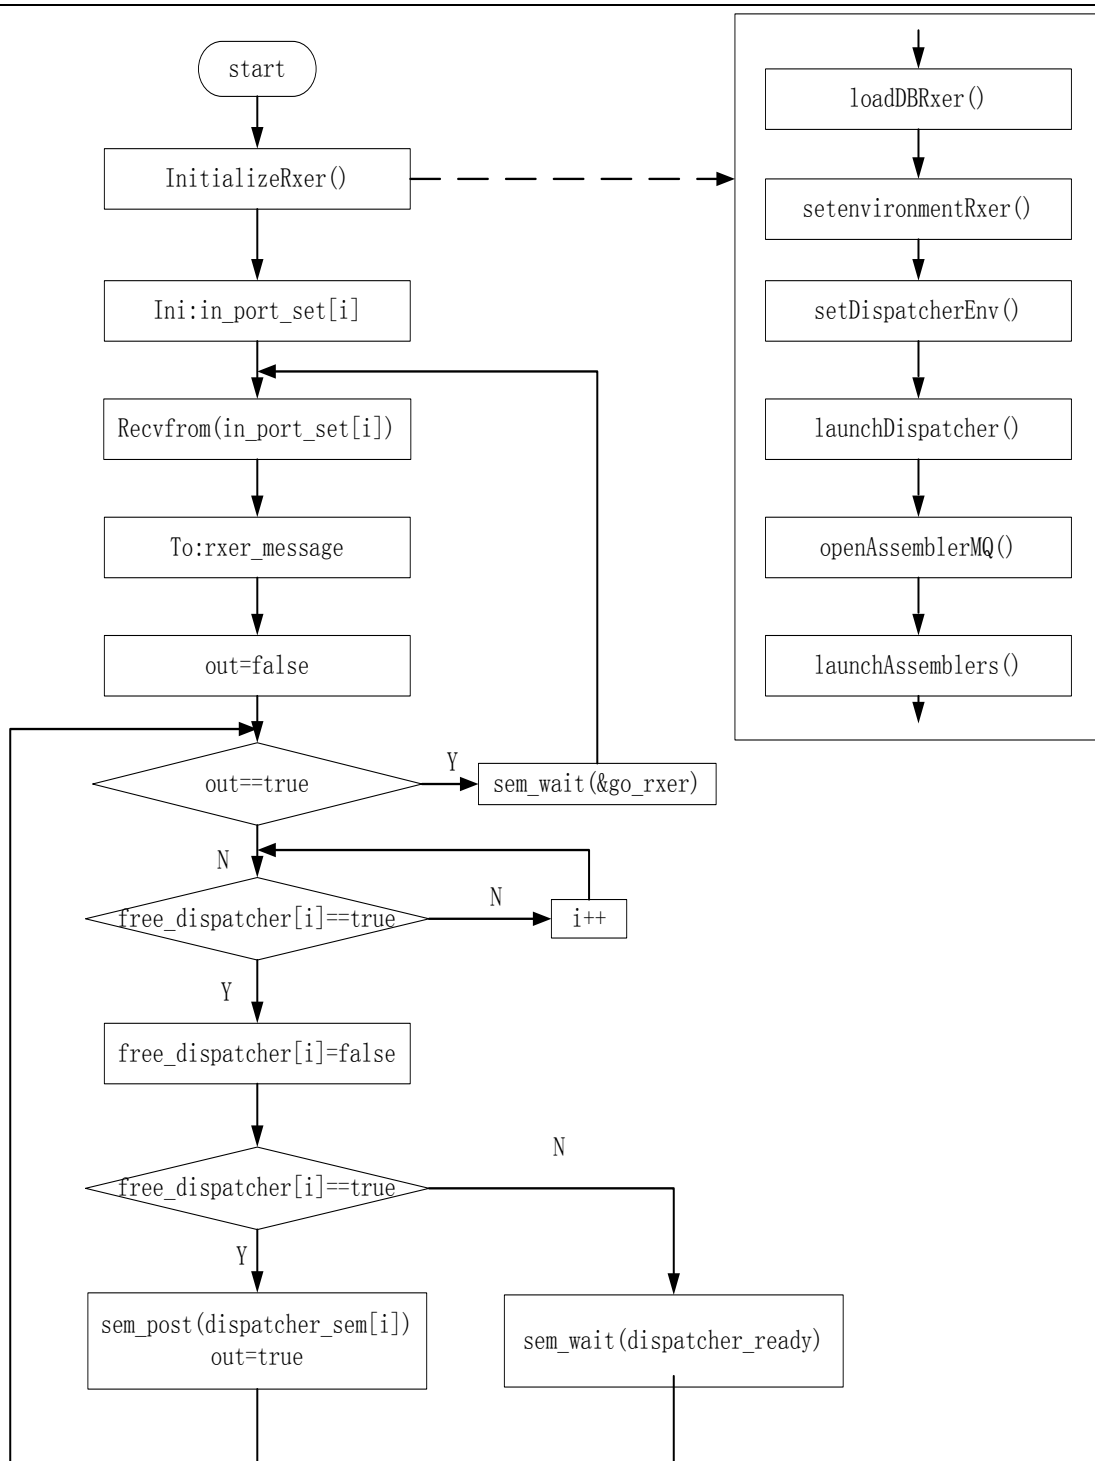 start
InitializeRxer()
Ini:in_port_set[i]
Recvfrom(in_port_set[i])
To:rxer_message
out=false
out==true
Y
sem_wait(&go_rxer)
N
free_dispatcher[i]==true
N
i++
Y
free_dispatcher[i]=false
free_dispatcher[i]==true
N
Y
sem_post(dispatcher_sem[i])
out=true
sem_wait(dispatcher_ready)
loadDBRxer()
setenvironmentRxer()
setDispatcherEnv()
launchDispatcher()
openAssemblerMQ()
launchAssemblers()